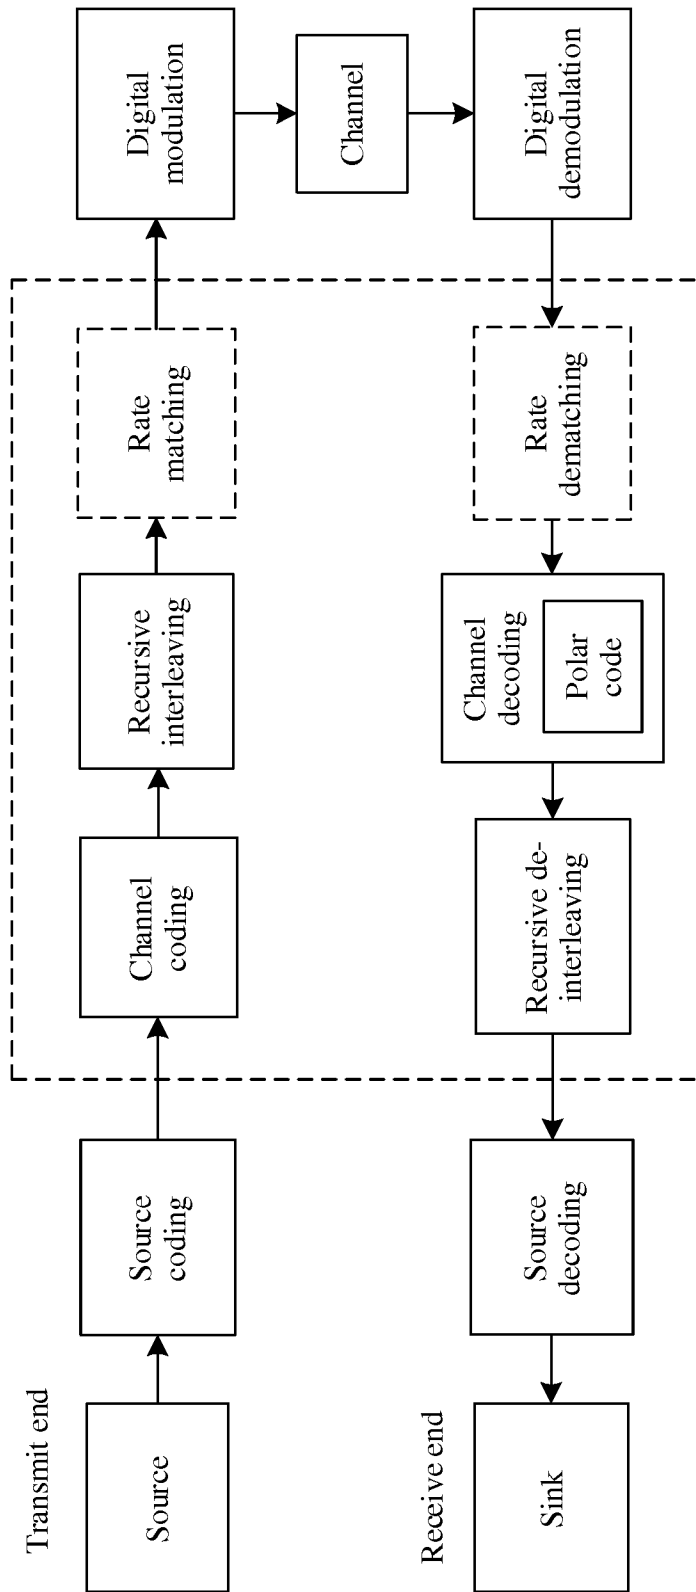 Transmit end
Source
Source
coding
Channel
coding
Recursive
interleaving
Rate
matching
Digital
modulation
Channel
Receive end
Sink
Source
decoding
Recursive de-
interleaving
Channel
decoding
Polar
code
Rate
dematching
Digital
demodulation